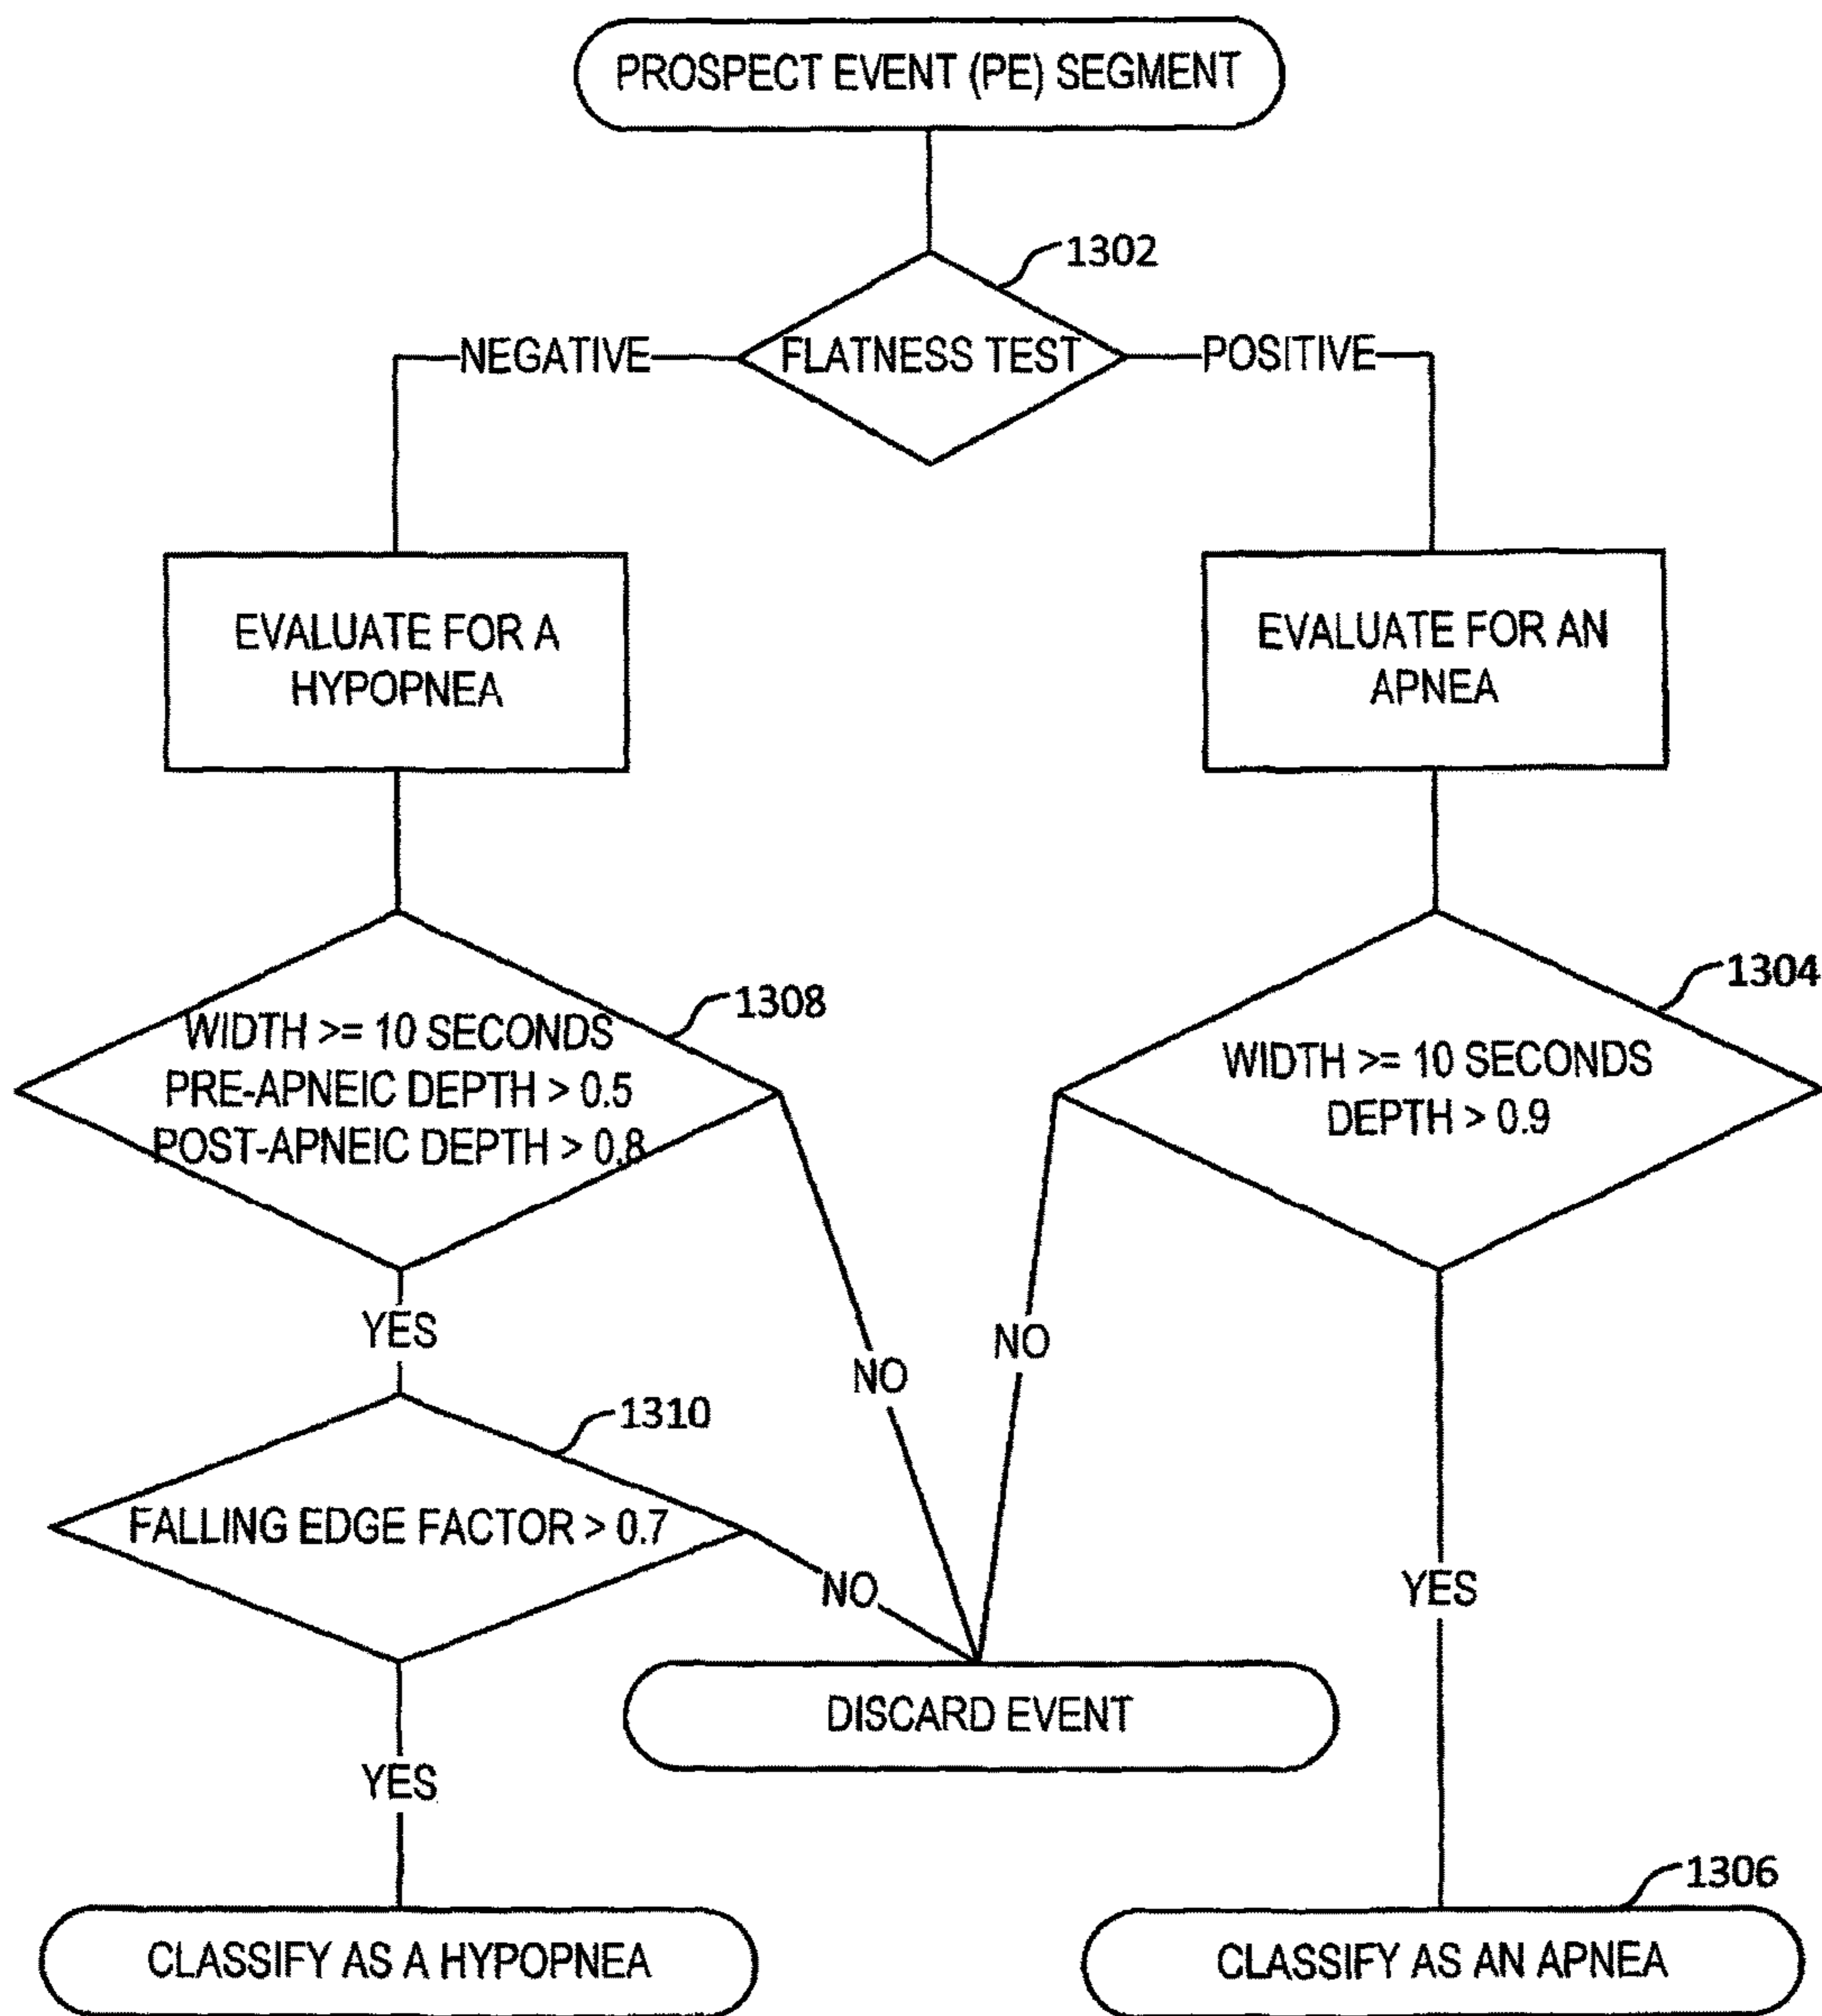 PROSPECT EVENT (PE) SEGMENT
1302
NEGATIVE
FLATNESS TEST
POSITIVE
EVALUATE FOR A
HYPOPNEA
EVALUATE FOR AN
APNEA
1308
WIDTH >= 10 SECONDS
PRE-APNEIC DEPTH > 0.5
POST-APNEIC DEPTH > 0.8
1304
WIDTH >= 10 SECONDS
DEPTH > 0.9
YES
NO
NO
1310
FALLING EDGE FACTOR > 0.7
NO
YES
DISCARD EVENT
YES
1306
CLASSIFY AS A HYPOPNEA
CLASSIFY AS AN APNEA